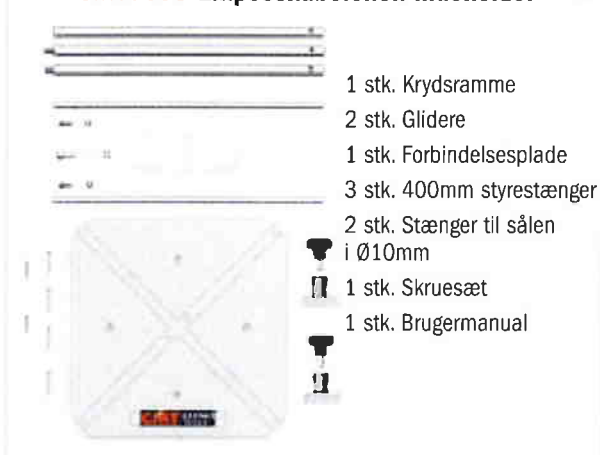 1 stk. Krydsramme
2 stk. Glidere
1 stk. Forbindelsesplade
3 stk. 400mm styrestænger
2 stk. Stænger til sålen
i Ø10mm
1 stk. Skruesæt
1 stk. Brugermanual